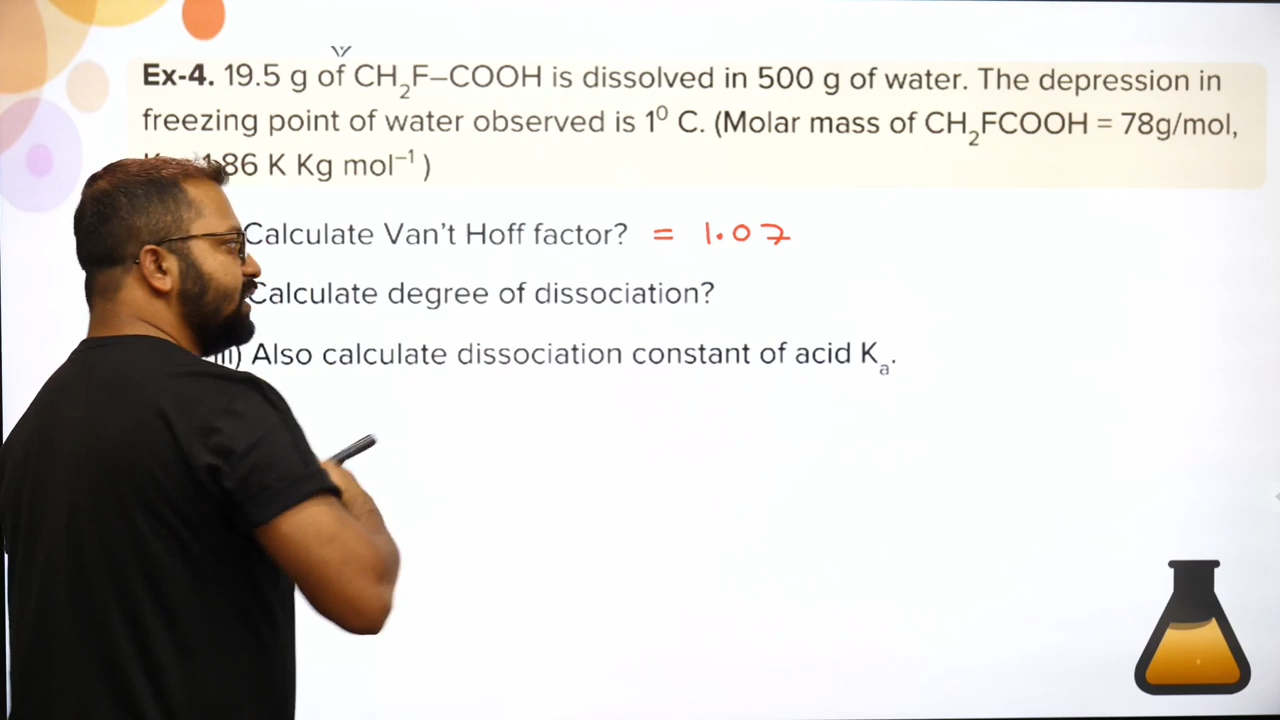 Ex-4. 19.5 g of CH₂F–COOH is dissolved in 500 g of water. The depression in
freezing point of water observed is 1⁰ C. (Molar mass of CH₂FCOOH = 78g/mol,
1.86 K Kg mol⁻¹ )
Calculate Van't Hoff factor? = 1.07
Calculate degree of dissociation?
iii) Also calculate dissociation constant of acid Kₐ.